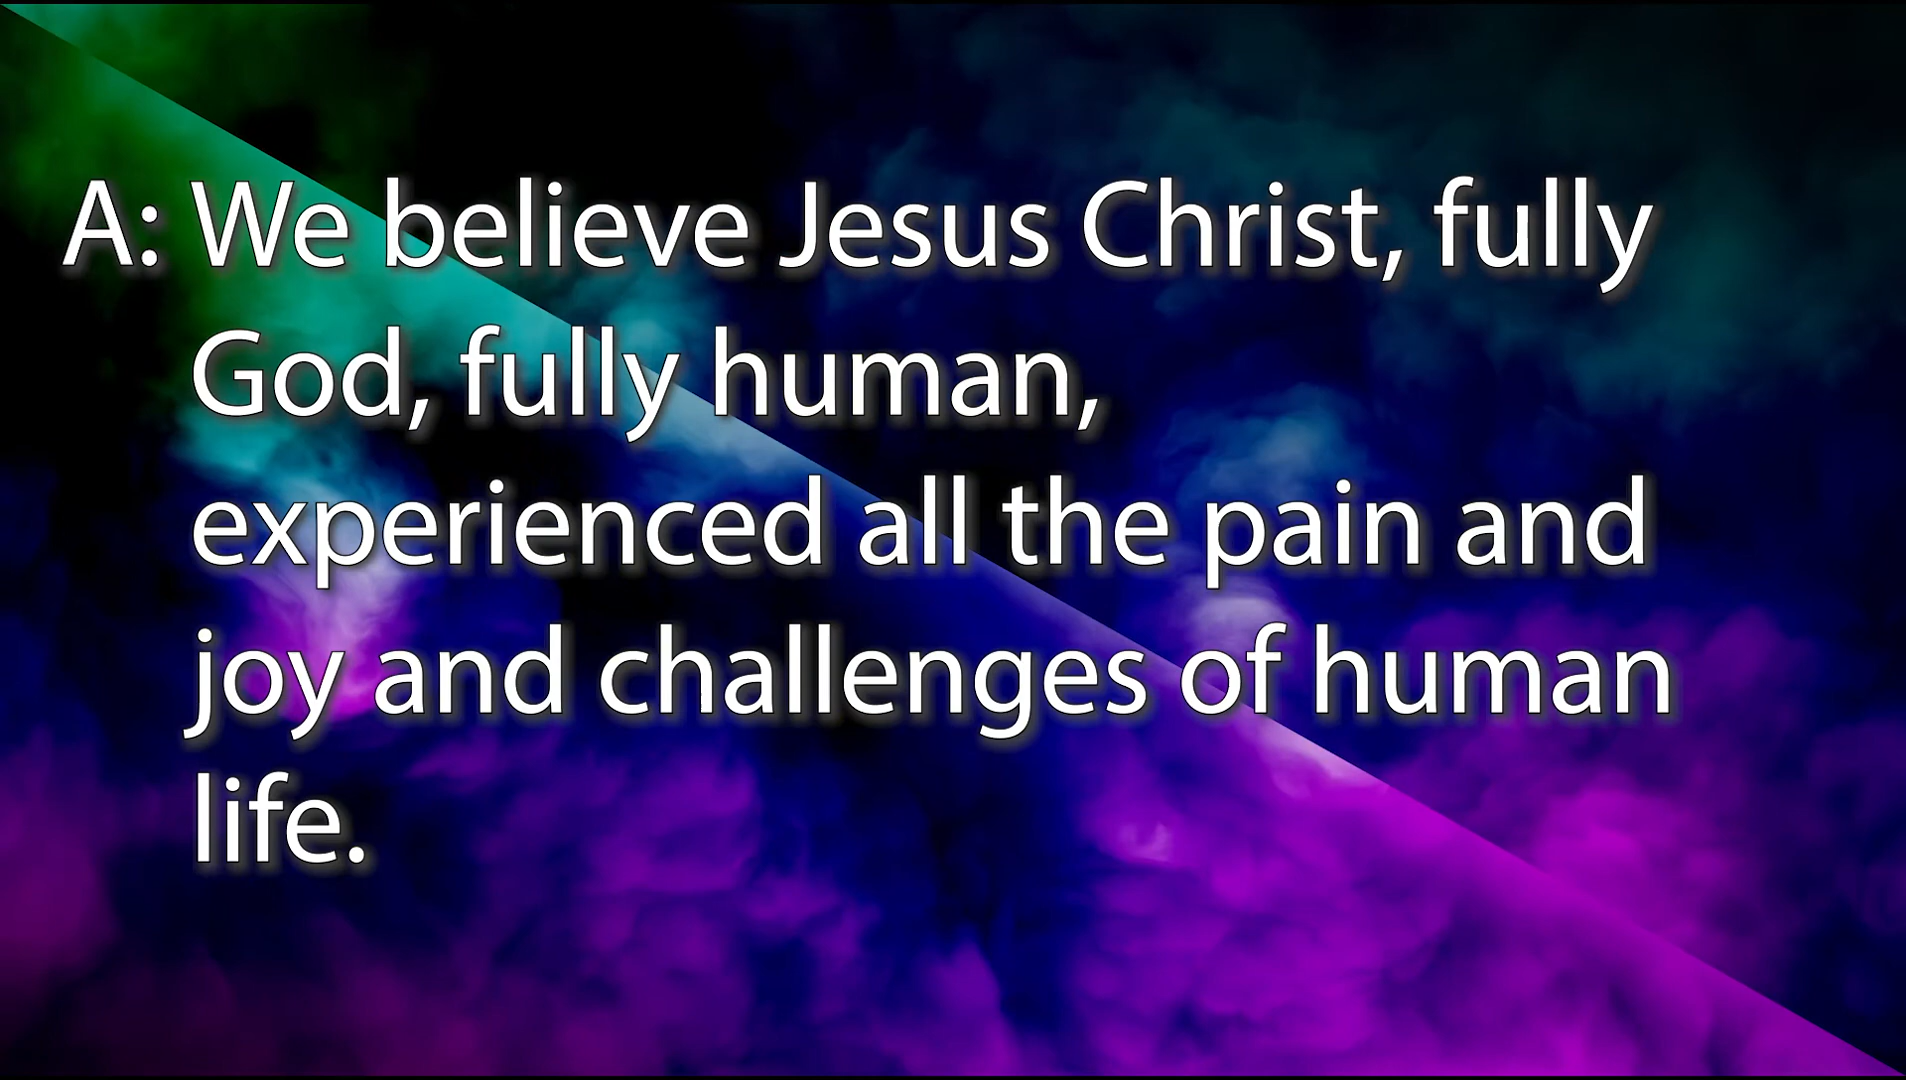 A: We believe Jesus Christ, fully
God, fully human,
experienced all the pain and
joy and challenges of human
life.